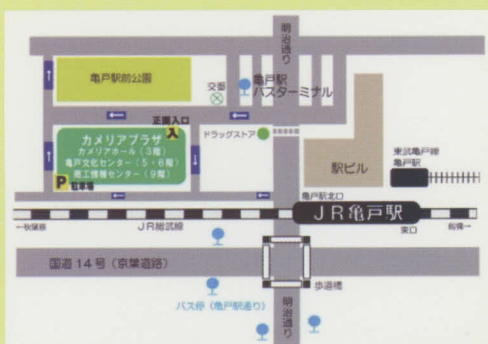 明治通り
亀戸駅前公園
交番
亀戸駅
バスターミナル
正面入口
入
カメリアプラザ
カメリアホール(3階)
亀戸文化センター(5・6階)
商工情報センター(9階)
P 駐車場
ドラッグストア
駅ビル
東武亀戸線
亀戸駅
亀戸駅北口
JR亀戸駅
東口
←秋葉原
JR総武線
船橋→
国道14号(京葉道路)
歩道橋
バス停(亀戸駅通り)
明治通り